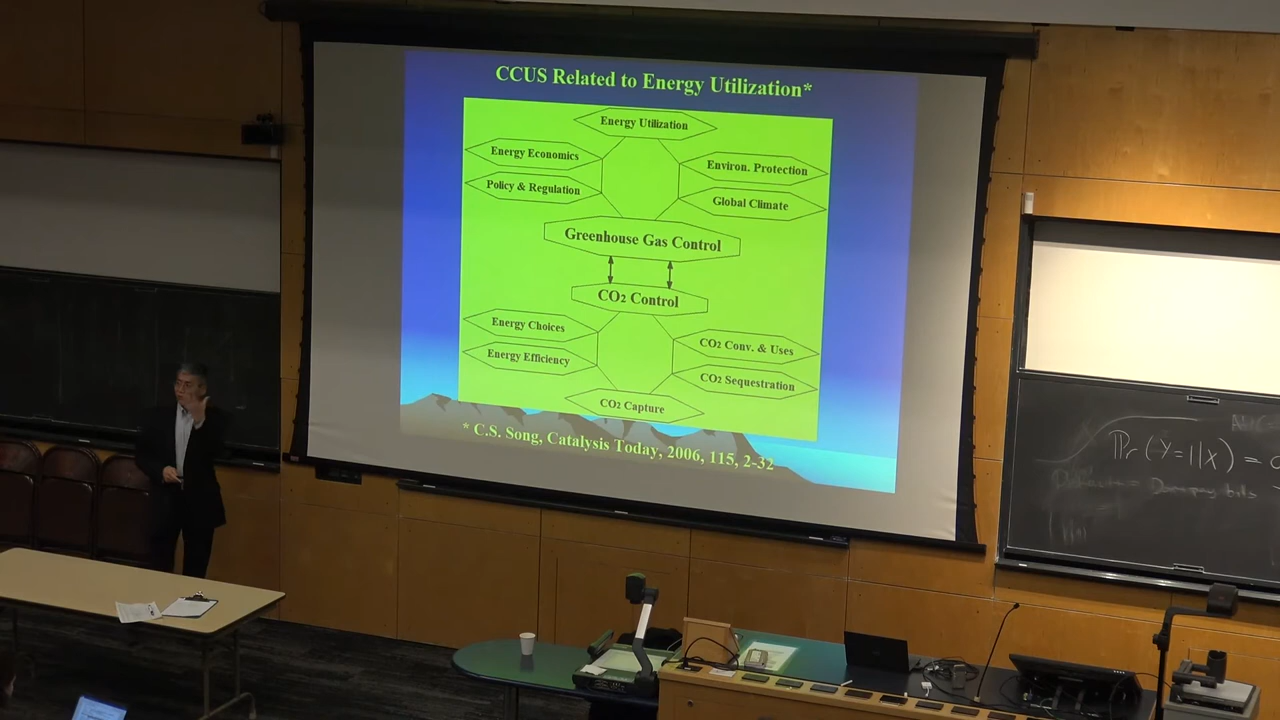 CCUS Related to Energy Utilization*
Energy Utilization
Energy Economics
Environ. Protection
Policy & Regulation
Global Climate
Greenhouse Gas Control
CO2 Control
Energy Choices
CO2 Conv. & Uses
Energy Efficiency
CO2 Sequestration
CO2 Capture
* C.S. Song, Catalysis Today, 2006, 115, 2-32
Pr (Y=1|X) =